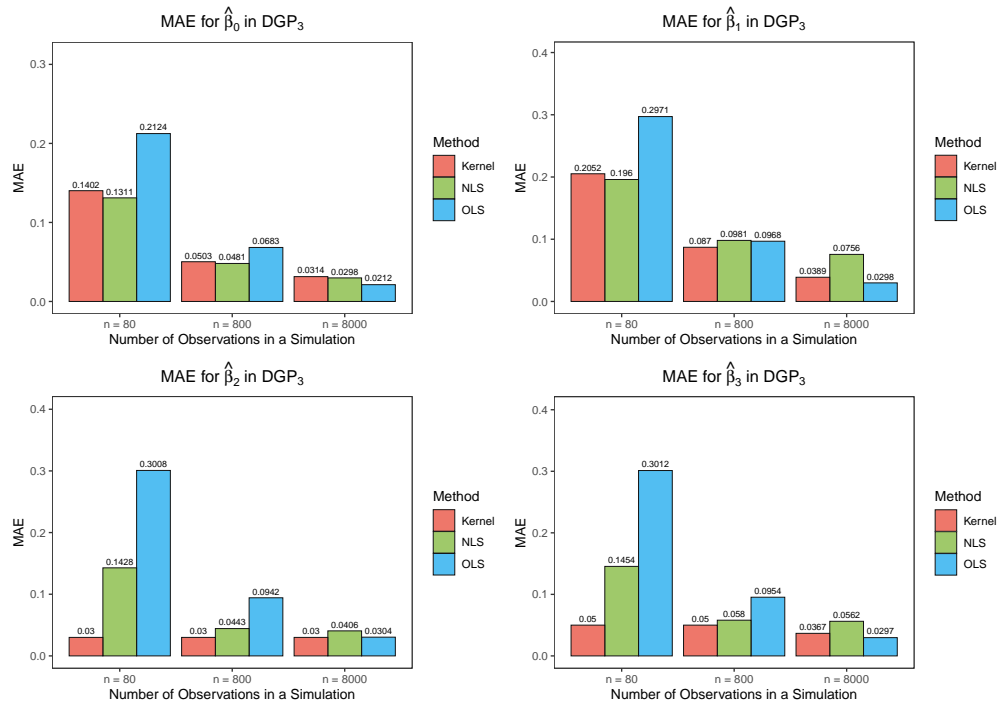 MAE for β̂₀ in DGP₃
MAE
0.3
0.2
0.1
0.0
0.1402
0.1311
0.2124
0.0503
0.0481
0.0683
0.0314
0.0298
0.0212
n = 80
n = 800
n = 8000
Number of Observations in a Simulation
Method
Kernel
NLS
OLS
MAE for β̂₁ in DGP₃
MAE
0.4
0.3
0.2
0.1
0.0
0.2052
0.196
0.2971
0.087
0.0981
0.0968
0.0389
0.0756
0.0298
n = 80
n = 800
n = 8000
Number of Observations in a Simulation
Method
Kernel
NLS
OLS
MAE for β̂₂ in DGP₃
MAE
0.4
0.3
0.2
0.1
0.0
0.03
0.1428
0.3008
0.03
0.0443
0.0942
0.03
0.0406
0.0304
n = 80
n = 800
n = 8000
Number of Observations in a Simulation
Method
Kernel
NLS
OLS
MAE for β̂₃ in DGP₃
MAE
0.4
0.3
0.2
0.1
0.0
0.05
0.1454
0.3012
0.05
0.058
0.0954
0.0367
0.0562
0.0297
n = 80
n = 800
n = 8000
Number of Observations in a Simulation
Method
Kernel
NLS
OLS